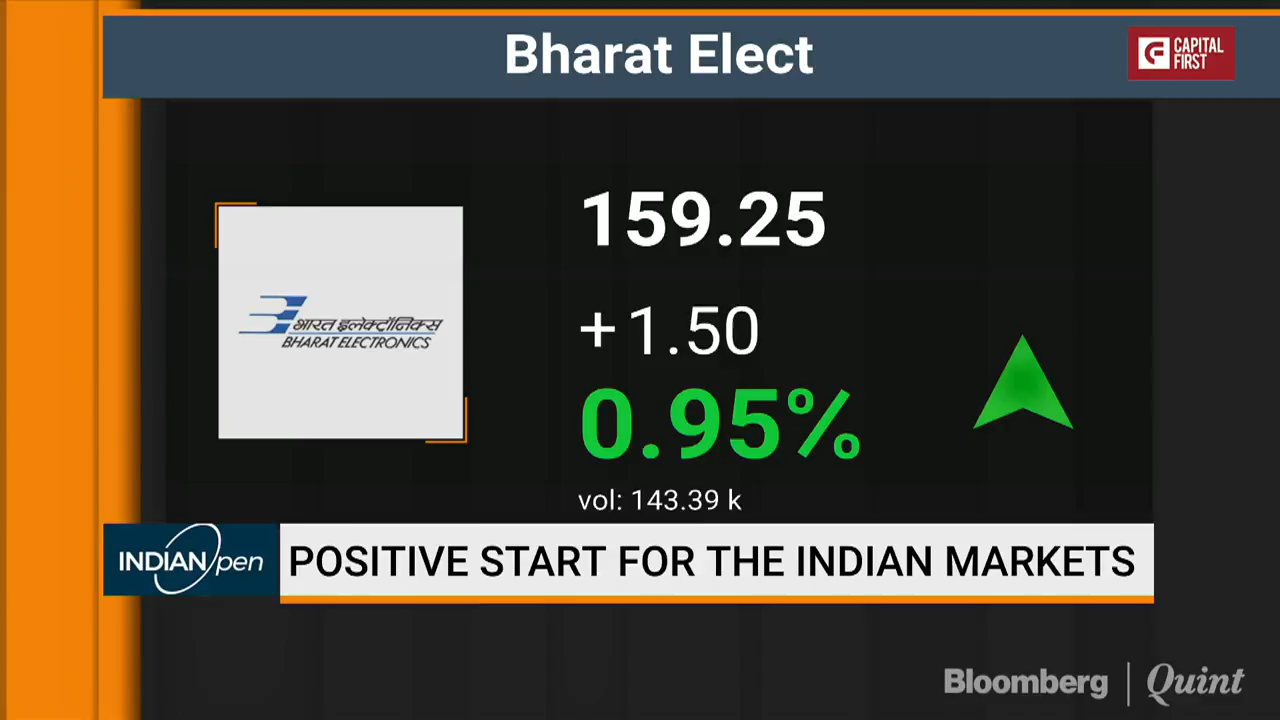 Bharat Elect
CAPITAL
FIRST
159.25
+1.50
0.95%
vol: 143.39 k
भारत इलेक्ट्रॉनिक्स
BHARAT ELECTRONICS
INDIAN Open
POSITIVE START FOR THE INDIAN MARKETS
Bloomberg | Quint